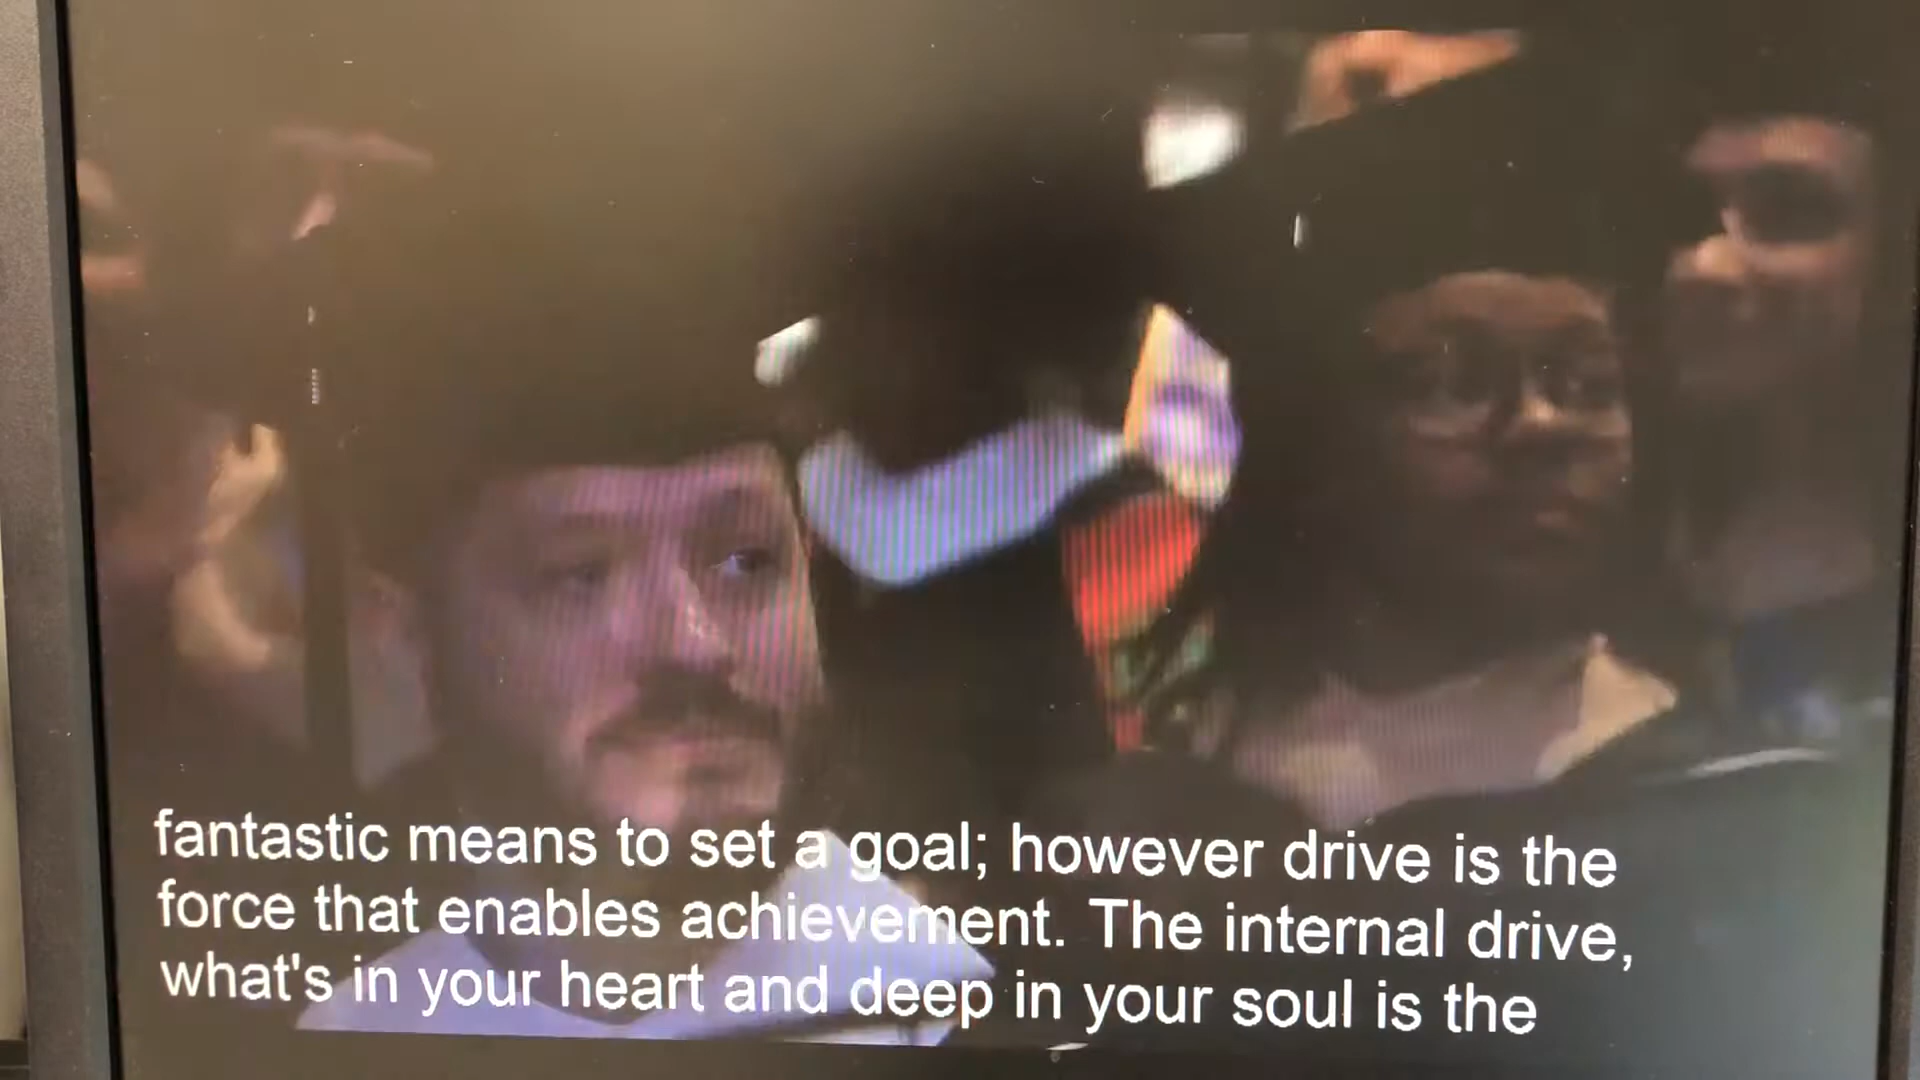 fantastic means to set a goal; however drive is the
force that enables achievement. The internal drive,
what's in your heart and deep in your soul is the